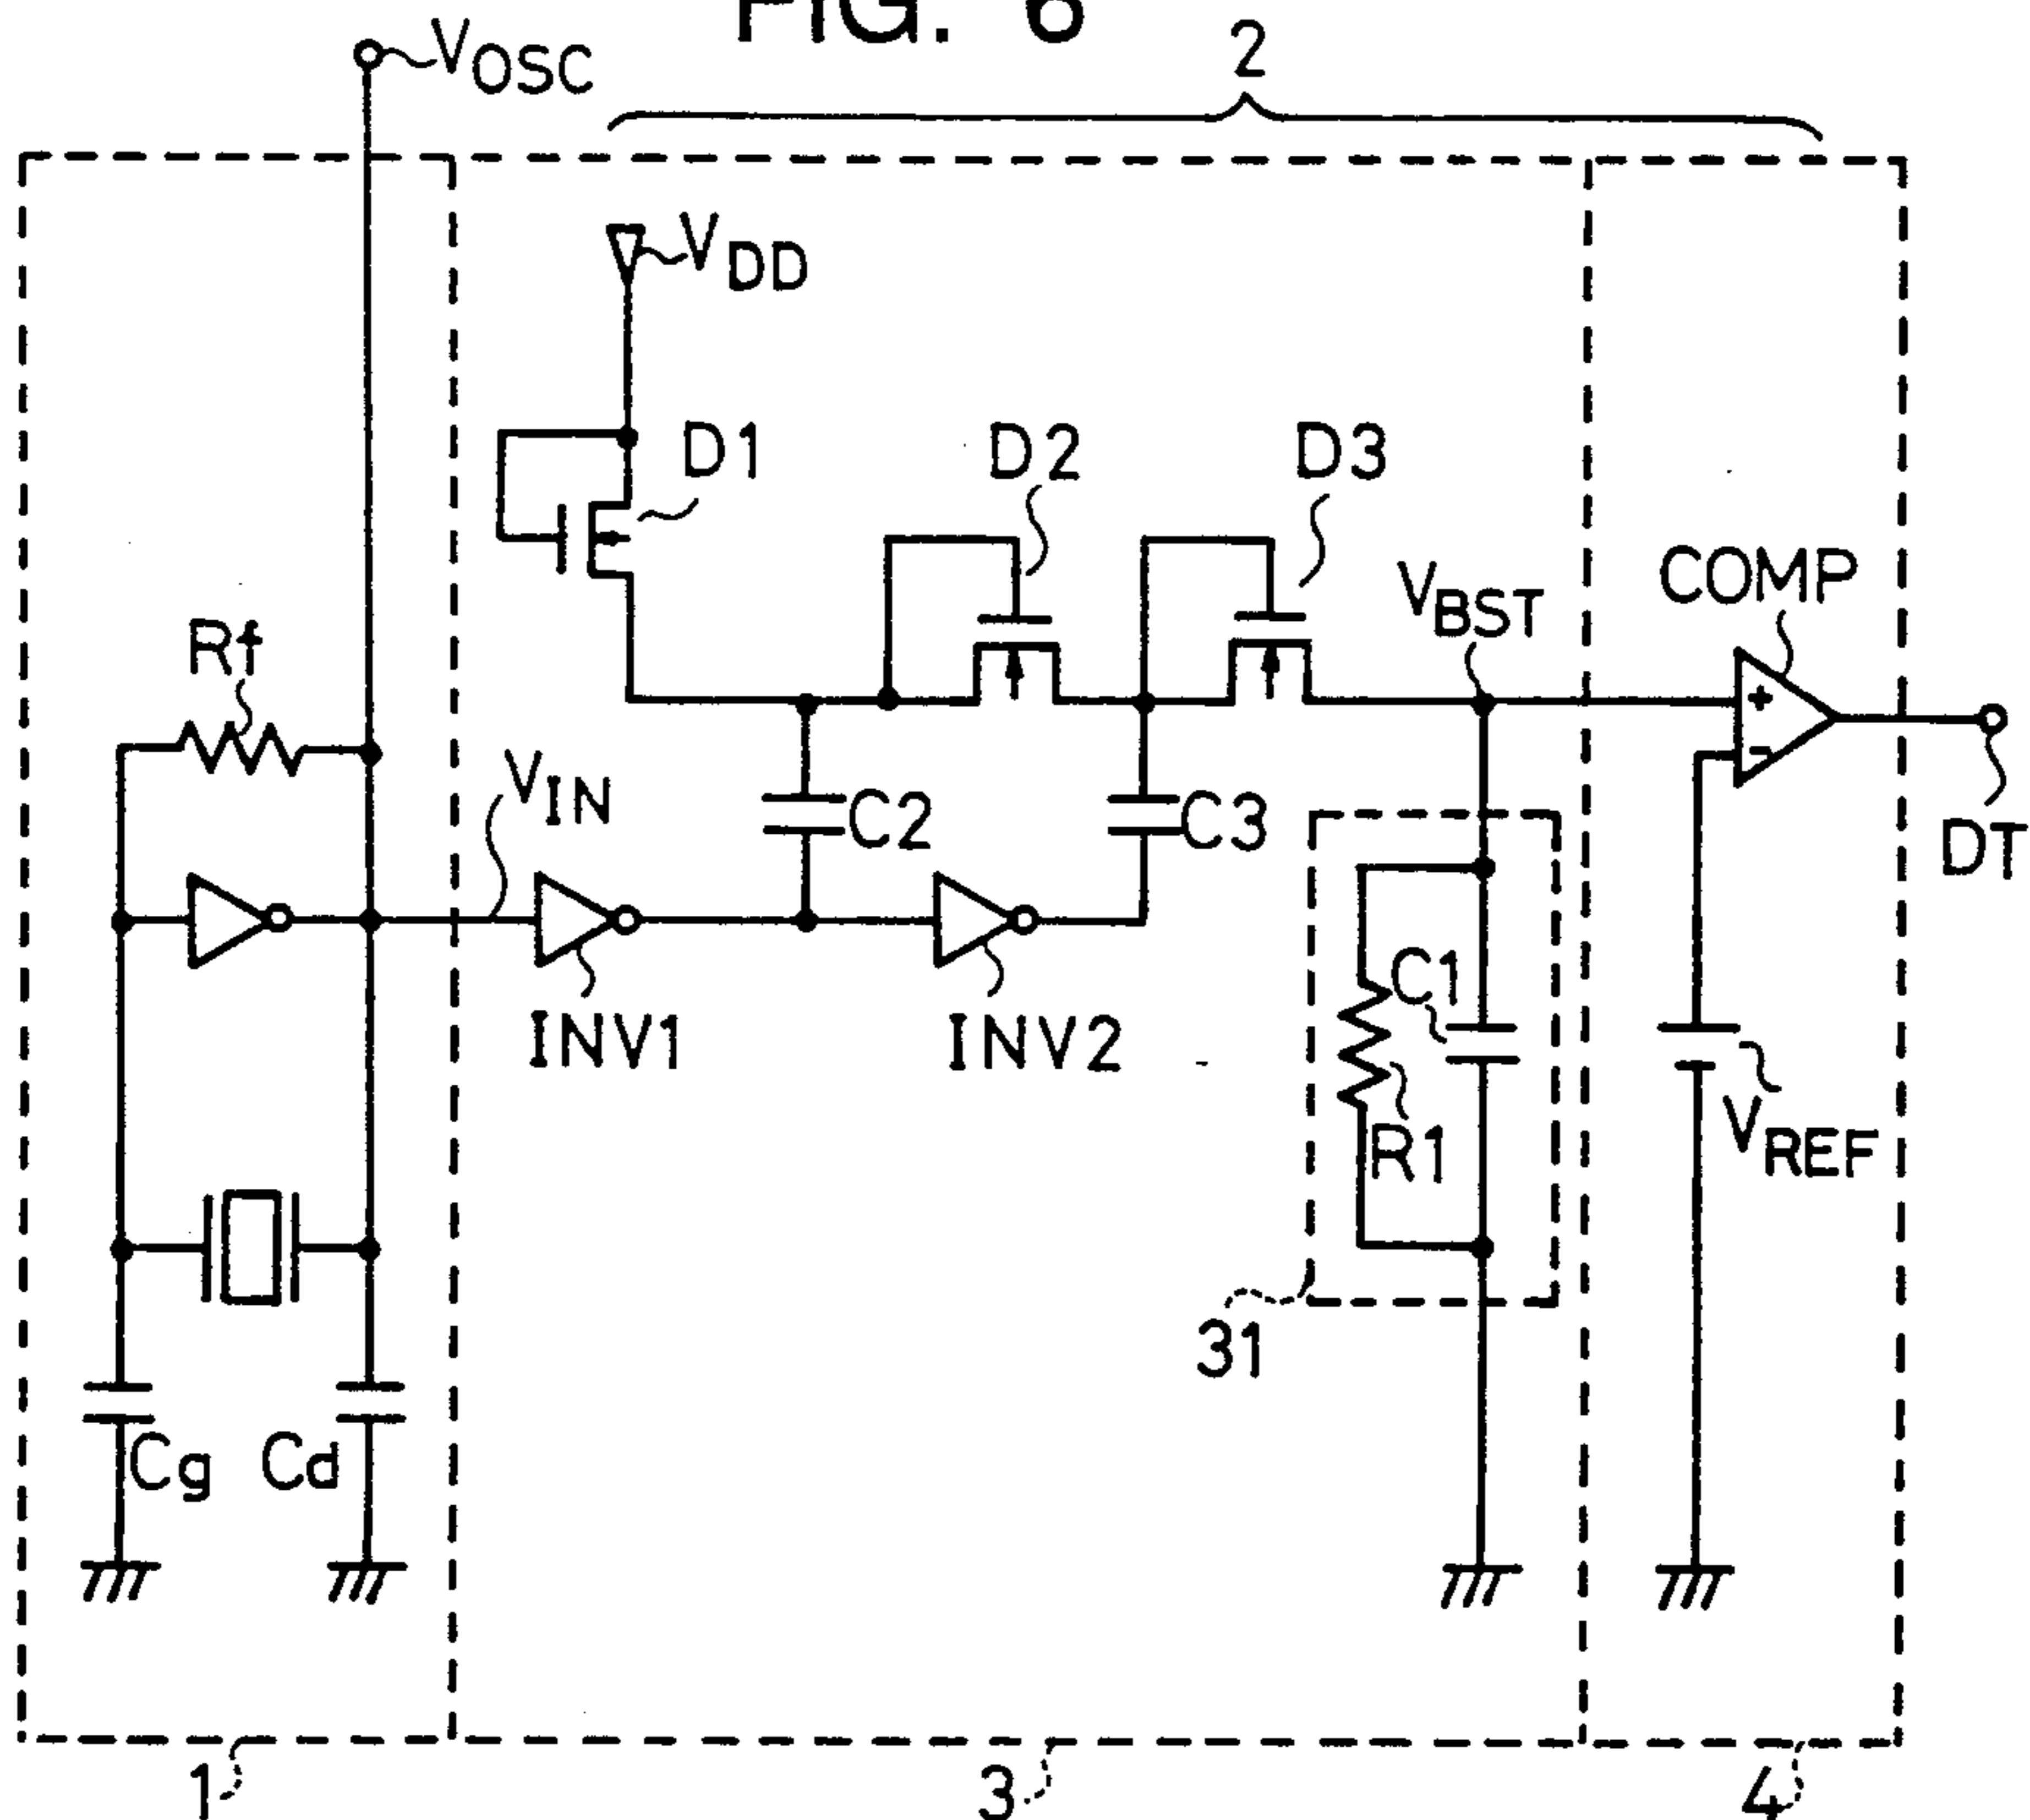 FIG. 6
VOSC
2
VDD
D1
D2
D3
VBST
COMP
Rf
VIN
+
-
C2
C3
DT
C1
INV1
INV2
R1
VREF
31
Cg
Cd
1
3
4